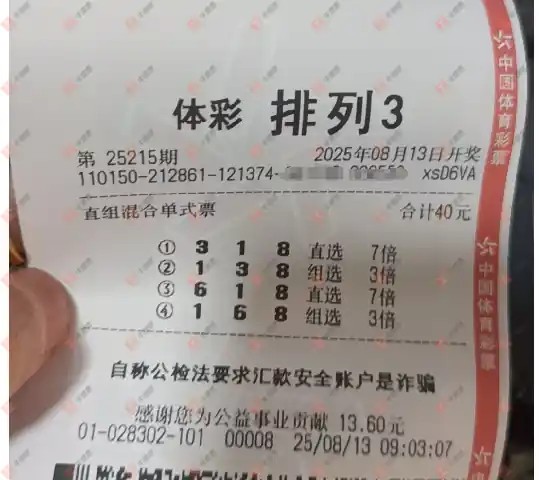 体彩 排列3
第 25215期 2025年08月13日开奖
110150-212861-121374- xsD6VA
直组混合单式票 合计40元
① 3 1 8 直选 7倍
② 1 3 8 组选 3倍
③ 6 1 8 直选 7倍
④ 1 6 8 组选 3倍
自称公检法要求汇款安全账户是诈骗
感谢您为公益事业贡献 13.60元
01-028302-101 00008 25/08/13 09:03:07
中国体育彩票
中国体育彩票